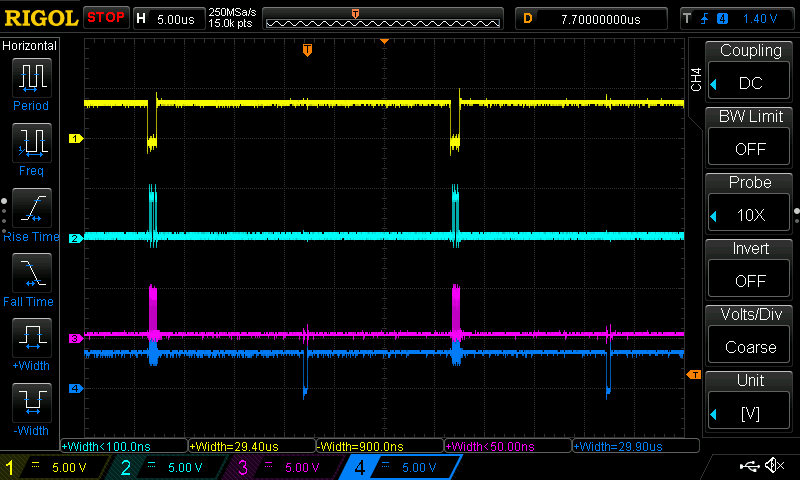 RIGOL STOP H 5.00us 250MSa/s D 7.70000000us T 4 1.40 V
15.0k pts
Horizontal
Period
Freq
Rise Time
Fall Time
+Width
-Width
T
1
2
3
4
T
CH4
Coupling
DC
BW Limit
OFF
Probe
10X
Invert
OFF
Volts/Div
Coarse
Unit
[V]
+Width<100.0ns +Width=29.40us -Width=900.0ns +Width<50.00ns +Width=29.90us
1 5.00 V 2 5.00 V 3 5.00 V 4 5.00 V